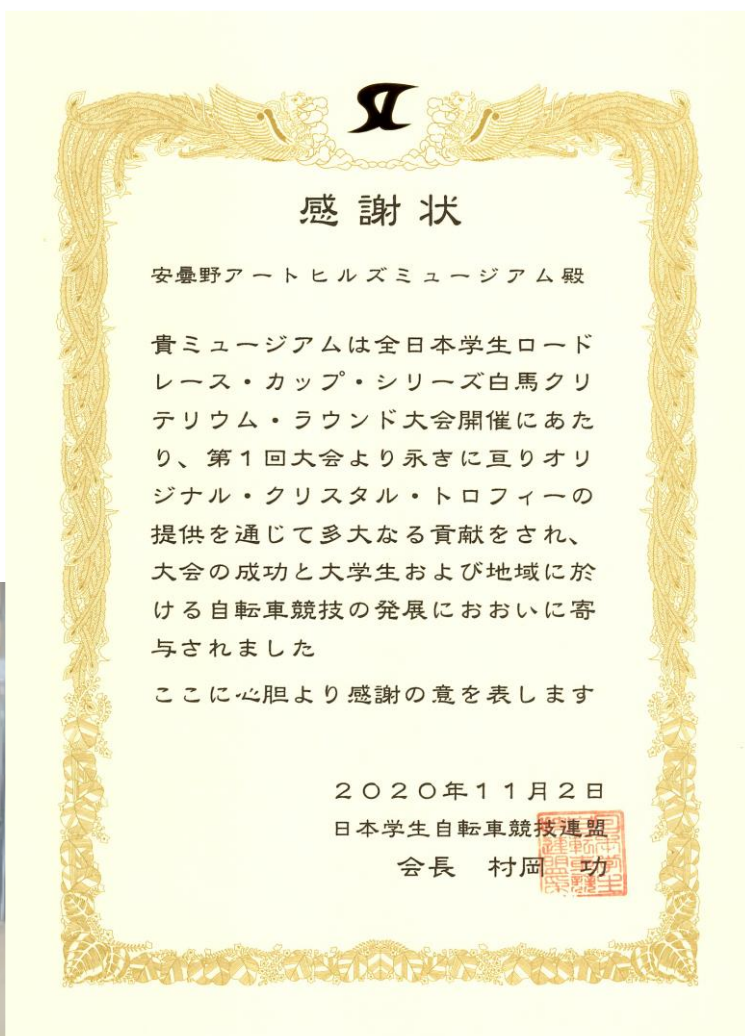 感謝状
安曇野アートヒルズミュージアム殿
貴ミュージアムは全日本学生ロード
レース・カップ・シリーズ白馬クリ
テリウム・ラウンド大会開催にあた
り、第1回大会より永きに亘りオリ
ジナル・クリスタル・トロフィーの
提供を通じて多大なる貢献をされ、
大会の成功と大学生および地域に於
ける自転車競技の発展におおいに寄
与されました
ここに心胆より感謝の意を表します
2020年11月2日
日本学生自転車競技連盟
会長 村岡 功